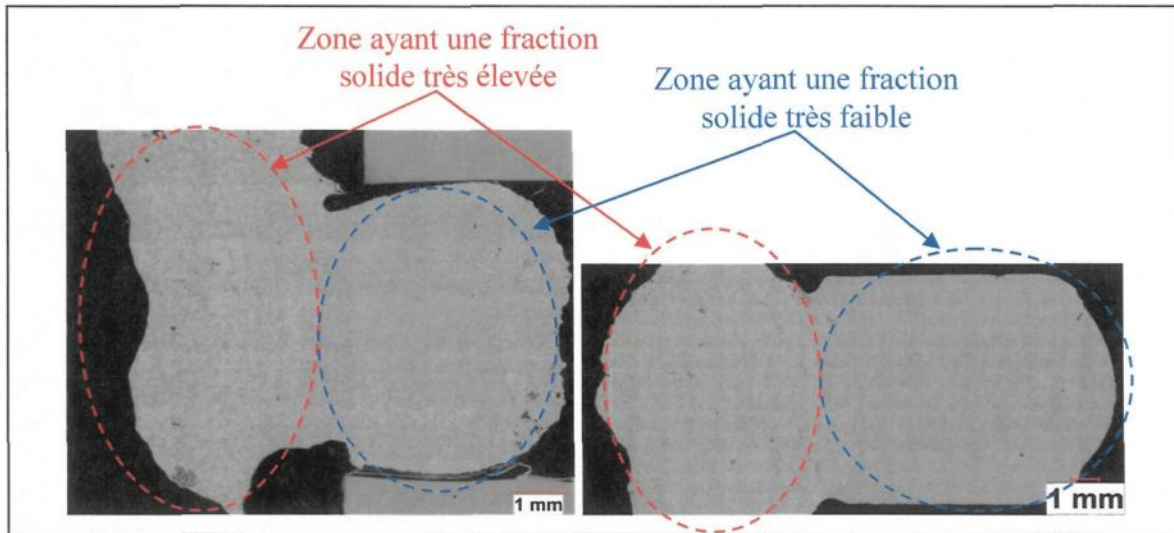 Zone ayant une fraction
solide très élevée
Zone ayant une fraction
solide très faible
1 mm
1 mm